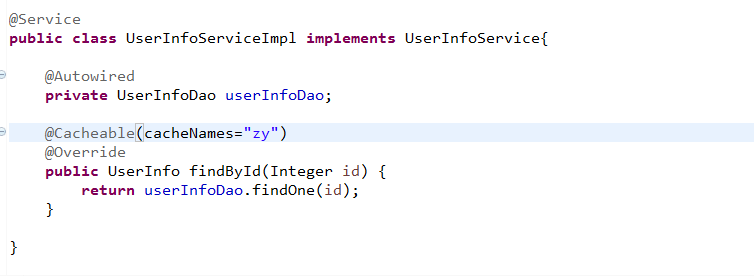 @Service
public class UserInfoServiceImpl implements UserInfoService{
@Autowired
private UserInfoDao userInfoDao;
@Cacheable(cacheNames="zy")
@Override
public UserInfo findById(Integer id) {
return userInfoDao.findOne(id);
}
}